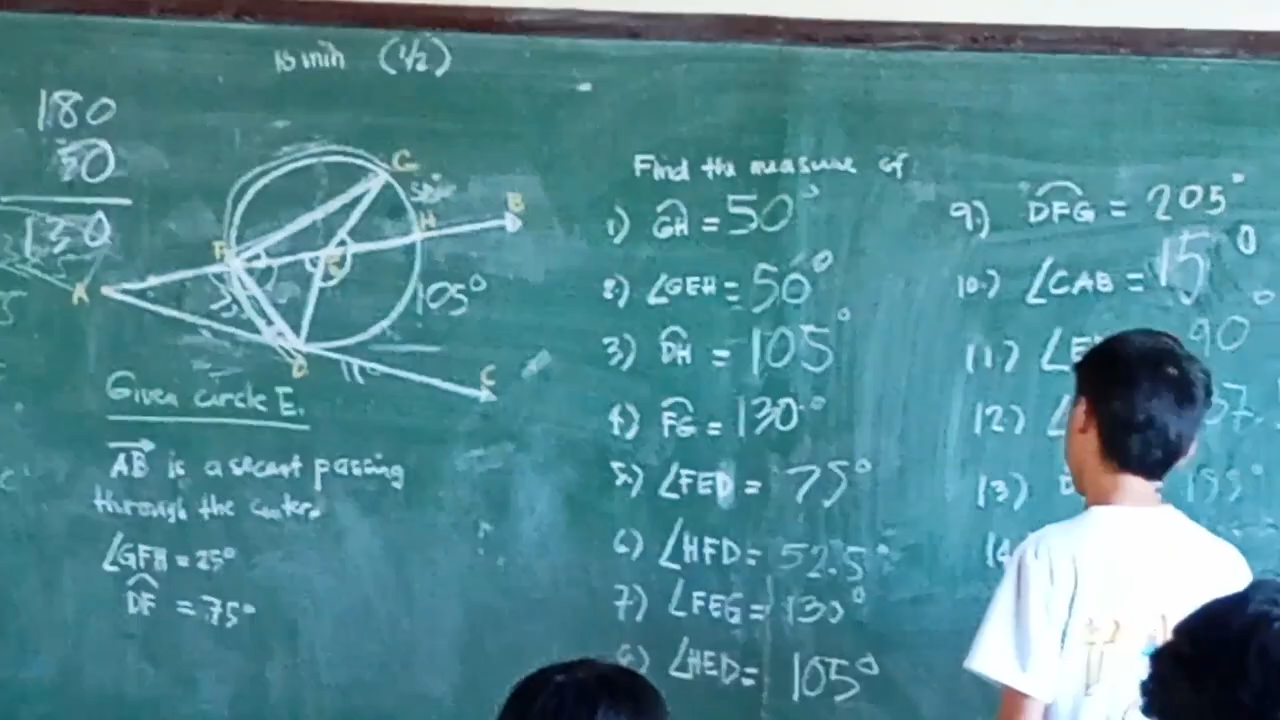 15 min (1/2)
180
50
130
G
50°
H
B
F
E
A
105°
D
C
Given circle E.
AB is a secant passing
through the center.
∠GFH = 25°
DF = 75°
Find the measure of
1) GH = 50°
2.) ∠GEH = 50°
3) DH = 105°
4) FG = 130°
5.) ∠FED = 75°
6) ∠HFD = 52.5°
7) ∠FEG = 130°
8) ∠HED = 105°
9.) DFG = 205°
10.) ∠CAB = 15°
11.) ∠E 90°
12) ∠
13)
14